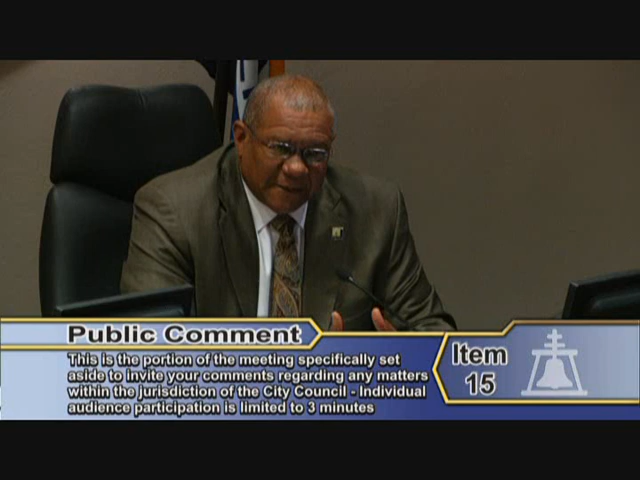 Public Comment
This is the portion of the meeting specifically set
aside to invite your comments regarding any matters
within the jurisdiction of the City Council - Individual
audience participation is limited to 3 minutes
Item
15